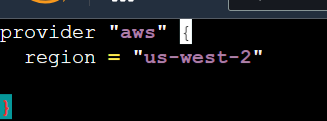 provider "aws" {
  region = "us-west-2"
}